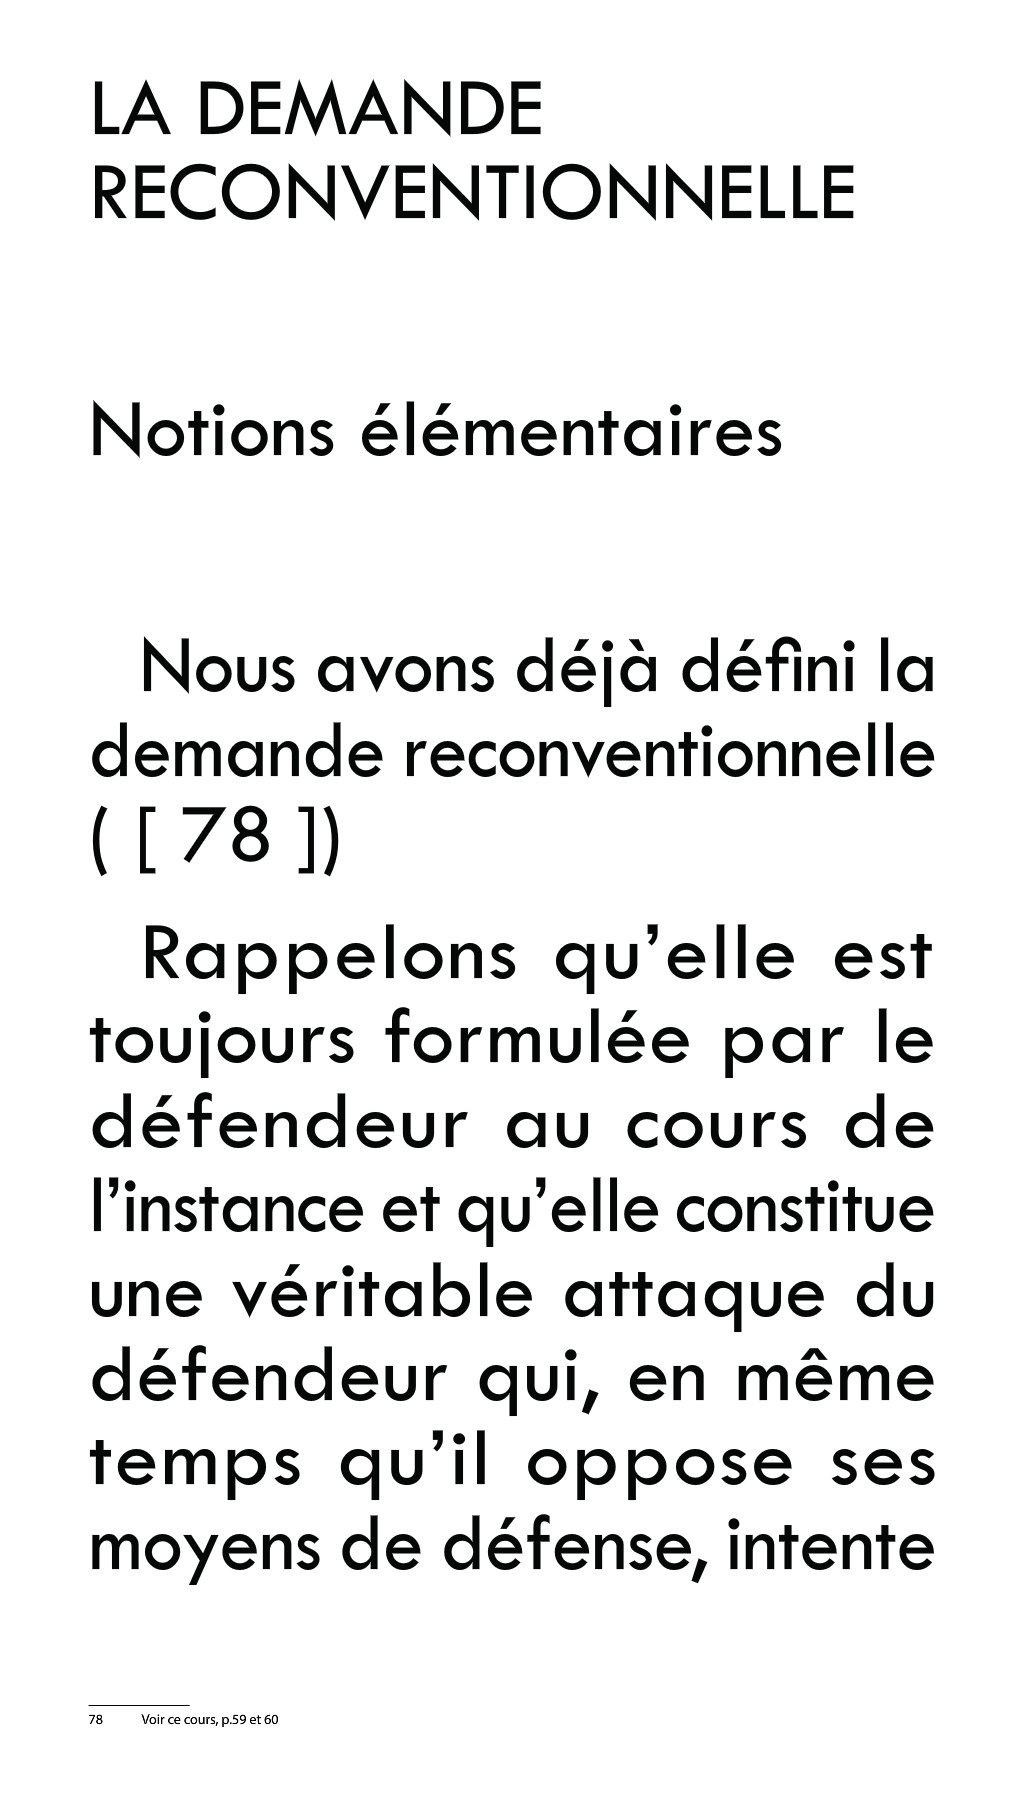 LA DEMANDE
RECONVENTIONNELLE
Notions élémentaires
Nous avons déjà défini la
demande reconventionnelle
( [ 78 ])
Rappelons qu’elle est
toujours formulée par le
défendeur au cours de
l’instance et qu’elle constitue
une véritable attaque du
défendeur qui, en même
temps qu’il oppose ses
moyens de défense, intente
78 Voir ce cours, p.59 et 60